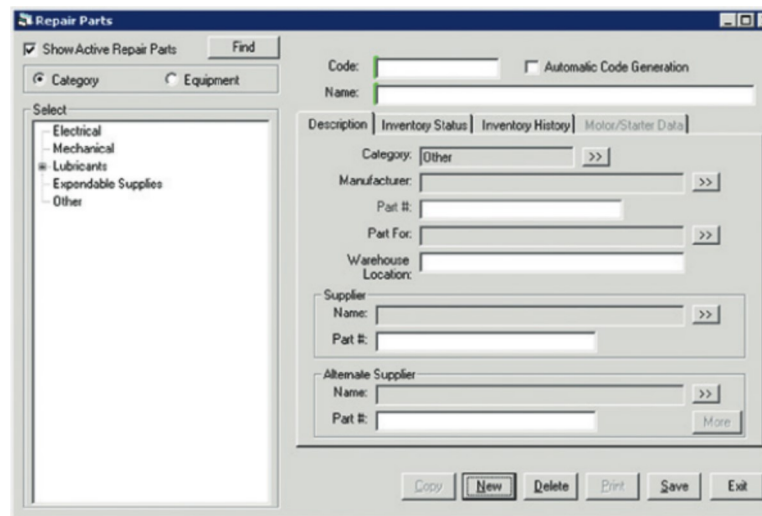 Repair Parts
Show Active Repair Parts
Find
Category
Equipment
Select
Electrical
Mechanical
Lubricants
Expendable Supplies
Other
Code:
Automatic Code Generation
Name:
Description
Inventory Status
Inventory History
Motor/Starter Data
Category:
Other
>>
Manufacturer:
>>
Part #:
Part For:
>>
Warehouse
Location:
Supplier
Name:
>>
Part #:
Alternate Supplier
Name:
>>
Part #:
More
Copy
New
Delete
Print
Save
Exit